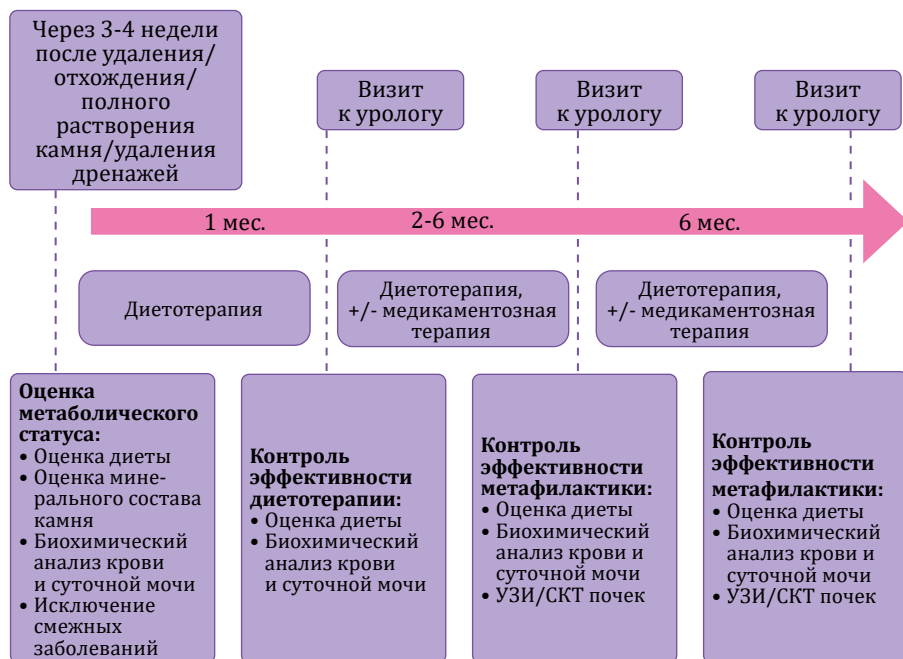 Через 3-4 недели
после удаления/
отхождения/
полного
растворения
камня/удаления
дренажей
Визит
к урологу
Визит
к урологу
Визит
к урологу
1 мес.
2-6 мес.
6 мес.
Диетотерапия
Диетотерапия,
+/- медикаментозная
терапия
Диетотерапия,
+/- медикаментозная
терапия
Оценка
метаболического
статуса:
• Оценка диеты
• Оценка мине-
рального состава
камня
• Биохимический
анализ крови
и суточной мочи
• Исключение
смежных
заболеваний
Контроль
эффективности
диетотерапии:
• Оценка диеты
• Биохимический
анализ крови
и суточной мочи
Контроль
эффективности
метафилактики:
• Оценка диеты
• Биохимический
анализ крови и
суточной мочи
• УЗИ/СКТ почек
Контроль
эффективности
метафилактики:
• Оценка диеты
• Биохимический
анализ крови и
суточной мочи
• УЗИ/СКТ почек